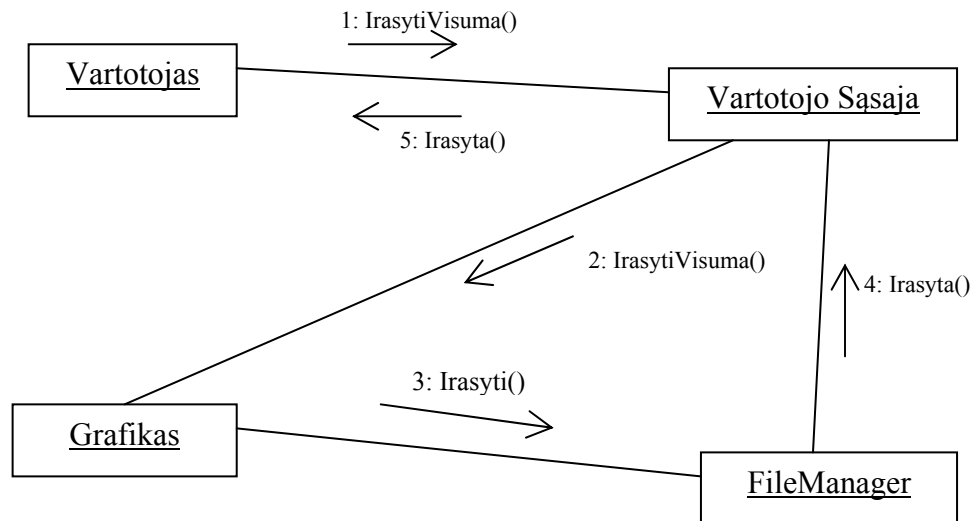 1: IrasytiVisuma()
Vartotojas
Vartotojo Sąsaja
5: Irasyta()
2: IrasytiVisuma()
4: Irasyta()
3: Irasyti()
Grafikas
FileManager